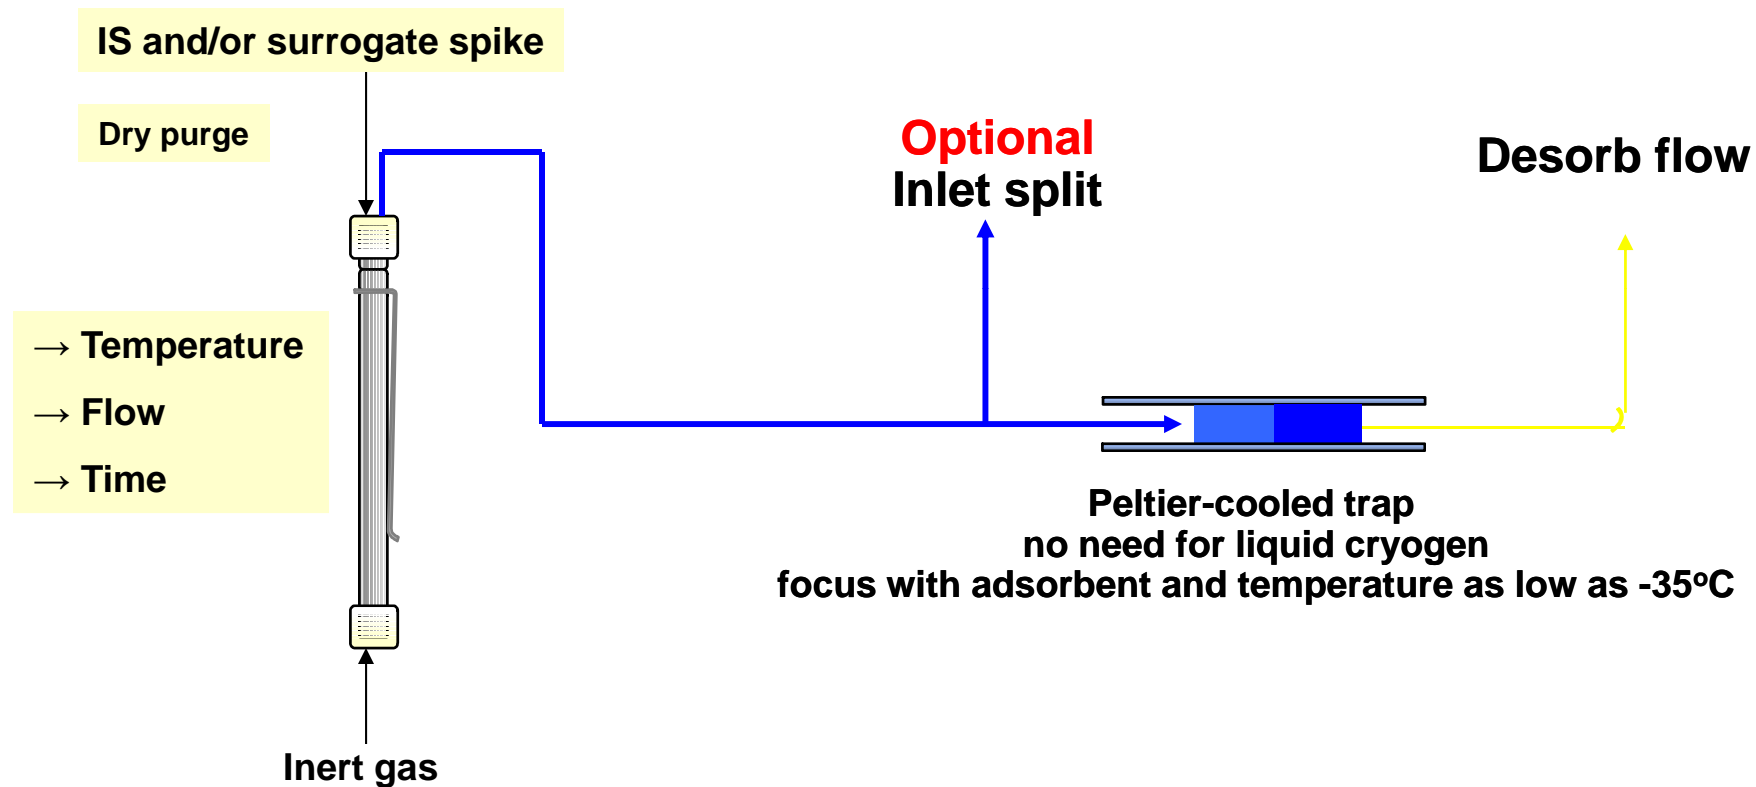 IS and/or surrogate spike
Dry purge
Optional
Inlet split
Desorb flow
→ Temperature
→ Flow
→ Time
Peltier-cooled trap
no need for liquid cryogen
focus with adsorbent and temperature as low as -35ºC
Inert gas